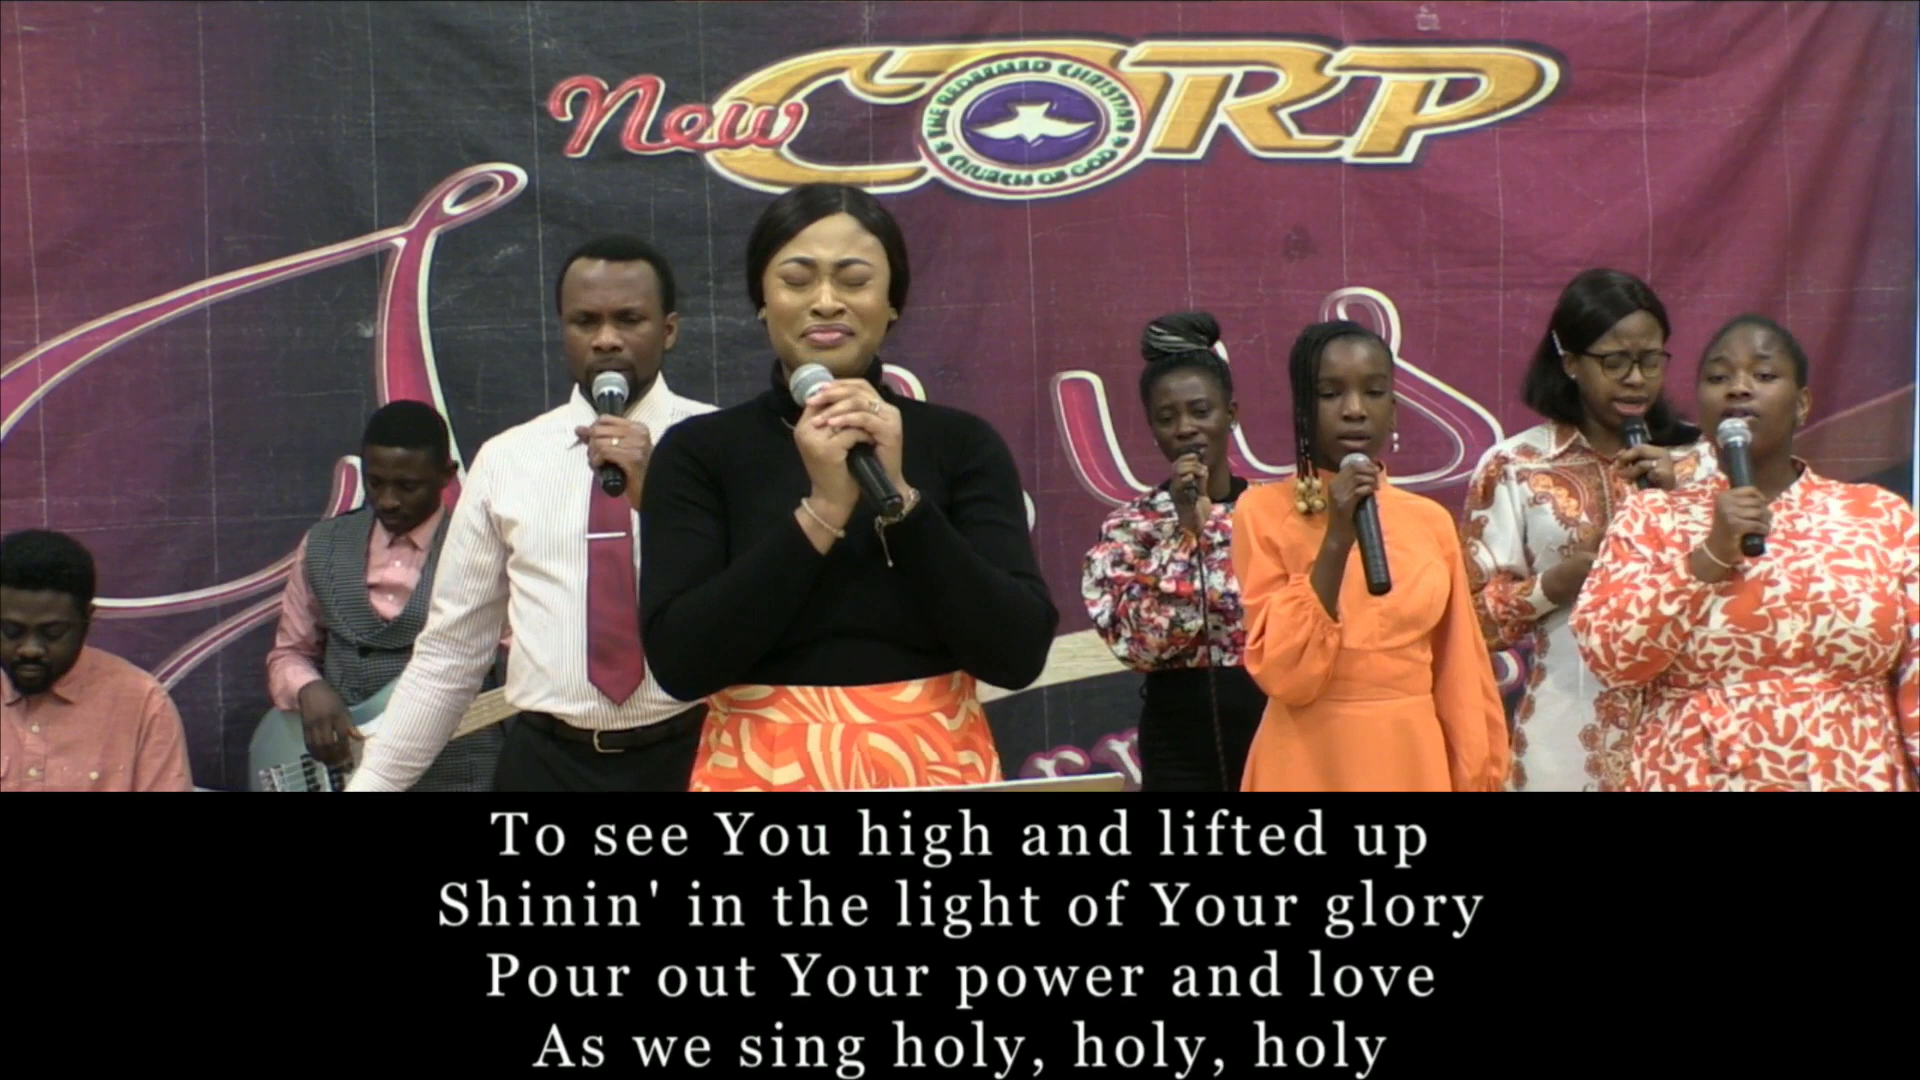 New CORP
THE REDEEMED CHRISTIAN CHURCH OF GOD
To see You high and lifted up
Shinin' in the light of Your glory
Pour out Your power and love
As we sing holy, holy, holy